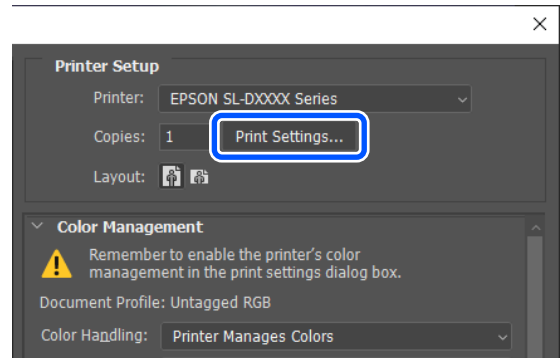 Printer Setup
Printer: EPSON SL-DXXXX Series
Copies: 1 Print Settings...
Layout:
Color Management
Remember to enable the printer's color
management in the print settings dialog box.
Document Profile: Untagged RGB
Color Handling: Printer Manages Colors